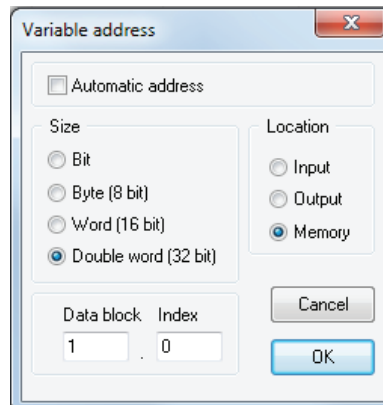 Variable address
Automatic address
Size
Bit
Byte (8 bit)
Word (16 bit)
Double word (32 bit)
Location
Input
Output
Memory
Data block Index
1 . 0
Cancel
OK